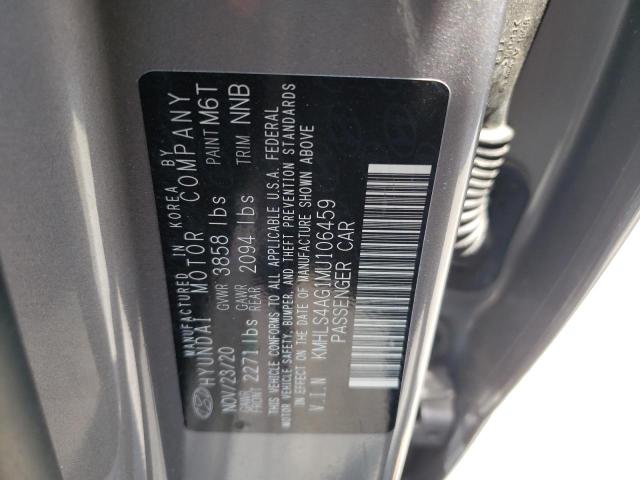 MANUFACTURED IN KOREA BY
HYUNDAI MOTOR COMPANY
NOV/23/20 GVWR 3858 lbs PAINT M6T
GAWR FRONT 2271 lbs GAWR REAR 2094 lbs TRIM NNB
THIS VEHICLE CONFORMS TO ALL APPLICABLE U.S.A. FEDERAL
MOTOR VEHICLE SAFETY, BUMPER, AND THEFT PREVENTION STANDARDS
IN EFFECT ON THE DATE OF MANUFACTURE SHOWN ABOVE
V.I.N KMHLS4AG1MU106459
PASSENGER CAR